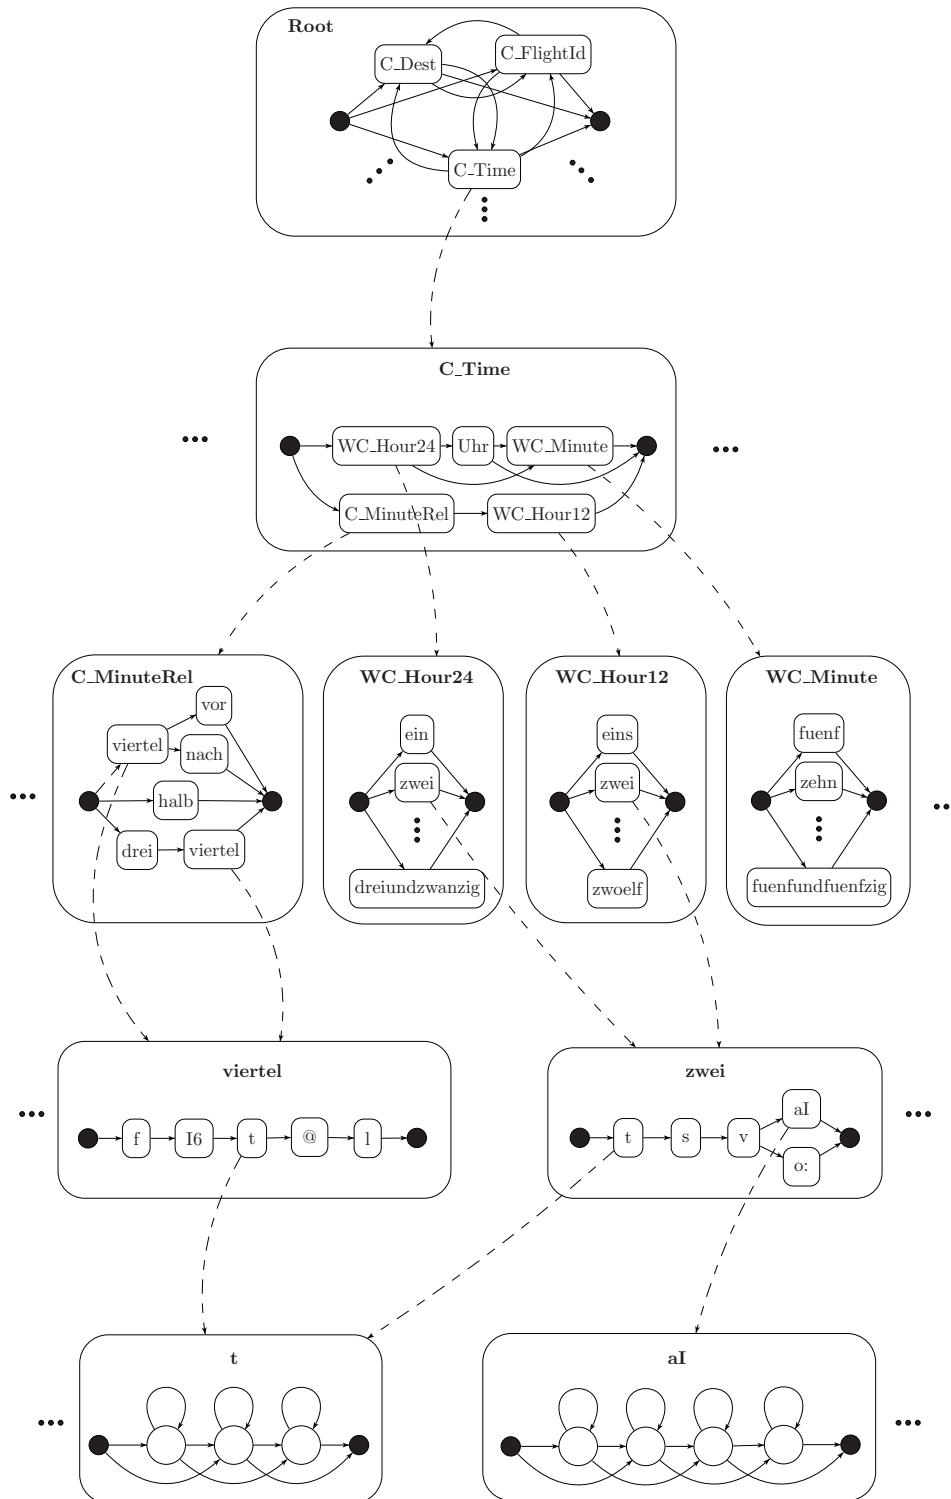 Root
C_FlightId
C_Dest
C_Time
C_Time
WC_Hour24
Uhr
WC_Minute
C_MinuteRel
WC_Hour12
C_MinuteRel
vor
viertel
nach
halb
drei
viertel
WC_Hour24
ein
zwei
dreiundzwanzig
WC_Hour12
eins
zwei
zwoelf
WC_Minute
fuenf
zehn
fuenfundfuenfzig
viertel
f
I6
t
@
l
zwei
t
s
v
aI
o:
t
aI